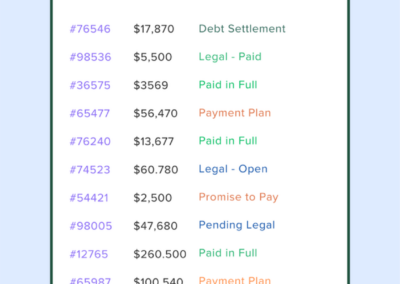 #76546 $17,870 Debt Settlement
#98536 $5,500 Legal - Paid
#36575 $3569 Paid in Full
#65477 $56,470 Payment Plan
#76240 $13,677 Paid in Full
#74523 $60.780 Legal - Open
#54421 $2,500 Promise to Pay
#98005 $47,680 Pending Legal
#12765 $260.500 Paid in Full
#65987 $100,540 Payment Plan